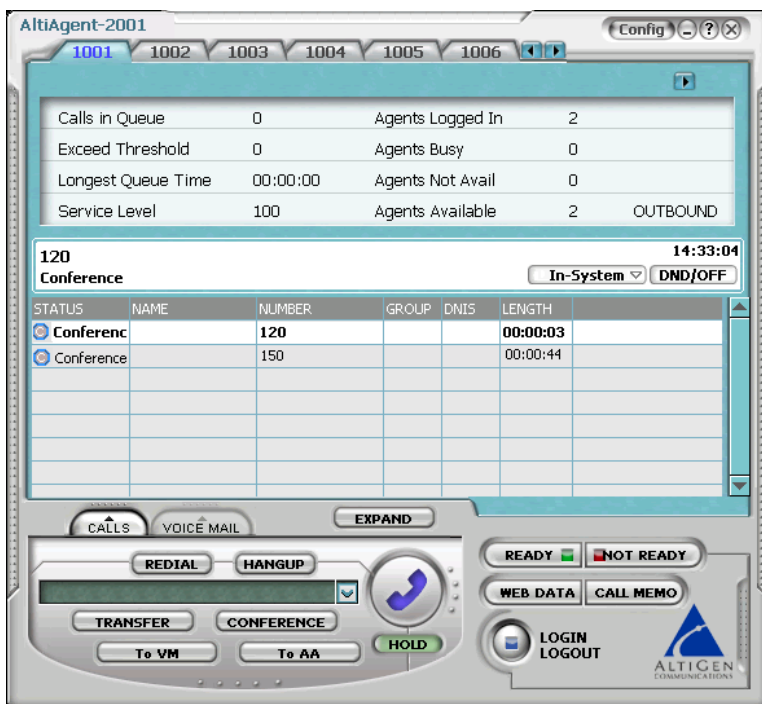 AltiAgent-2001
Config ?
1001 1002 1003 1004 1005 1006
Calls in Queue 0 Agents Logged In 2
Exceed Threshold 0 Agents Busy 0
Longest Queue Time 00:00:00 Agents Not Avail 0
Service Level 100 Agents Available 2 OUTBOUND
120 14:33:04
Conference In-System DND/OFF
STATUS NAME NUMBER GROUP DNIS LENGTH
Conferenc 120 00:00:03
Conference 150 00:00:44
CALLS VOICE MAIL EXPAND
REDIAL HANGUP READY NOT READY
WEB DATA CALL MEMO
TRANSFER CONFERENCE
To VM To AA HOLD
LOGIN
LOGOUT
ALTIGEN
COMMUNICATIONS